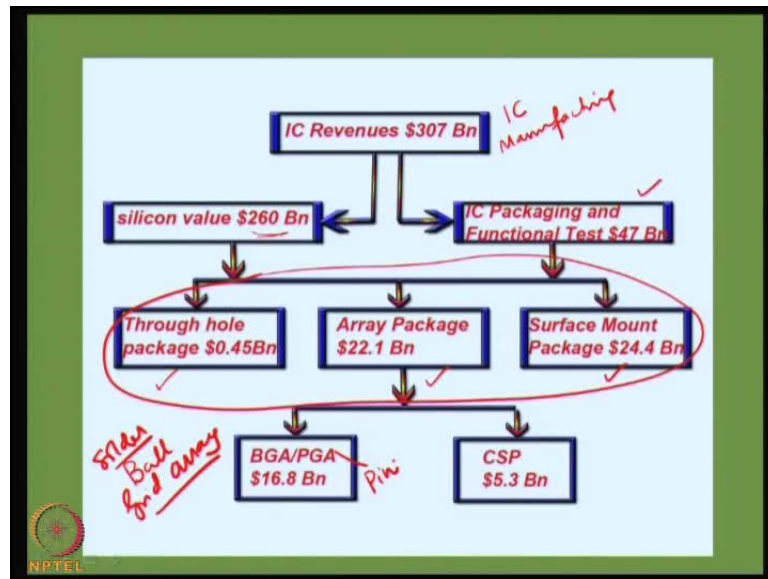 IC Revenues $307 Bn
IC
Manufaching
silicon value $260 Bn
IC Packaging and
Functional Test $47 Bn
Through hole
package $0.45Bn
Array Package
$22.1 Bn
Surface Mount
Package $24.4 Bn
Solder
Ball
Grid array
BGA/PGA
$16.8 Bn
Pin
CSP
$5.3 Bn
NPTEL